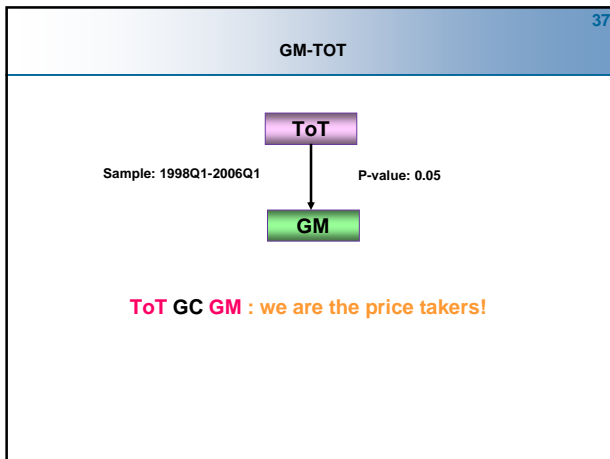 37
GM-TOT
ToT
Sample: 1998Q1-2006Q1 P-value: 0.05
GM
ToT GC GM : we are the price takers!